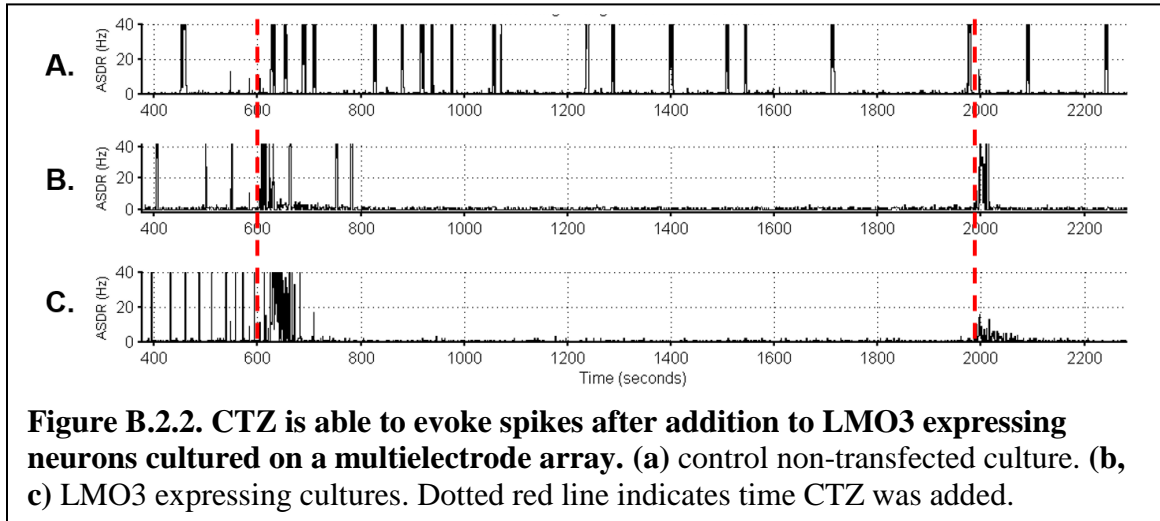 A.
ASDR (Hz)
40
20
0
400 600 800 1000 1200 1400 1600 1800 2000 2200
B.
ASDR (Hz)
40
20
0
400 600 800 1000 1200 1400 1600 1800 2000 2200
C.
ASDR (Hz)
40
20
0
400 600 800 1000 1200 1400 1600 1800 2000 2200
Time (seconds)
Figure B.2.2. CTZ is able to evoke spikes after addition to LMO3 expressing
neurons cultured on a multielectrode array. (a) control non-transfected culture. (b,
c) LMO3 expressing cultures. Dotted red line indicates time CTZ was added.